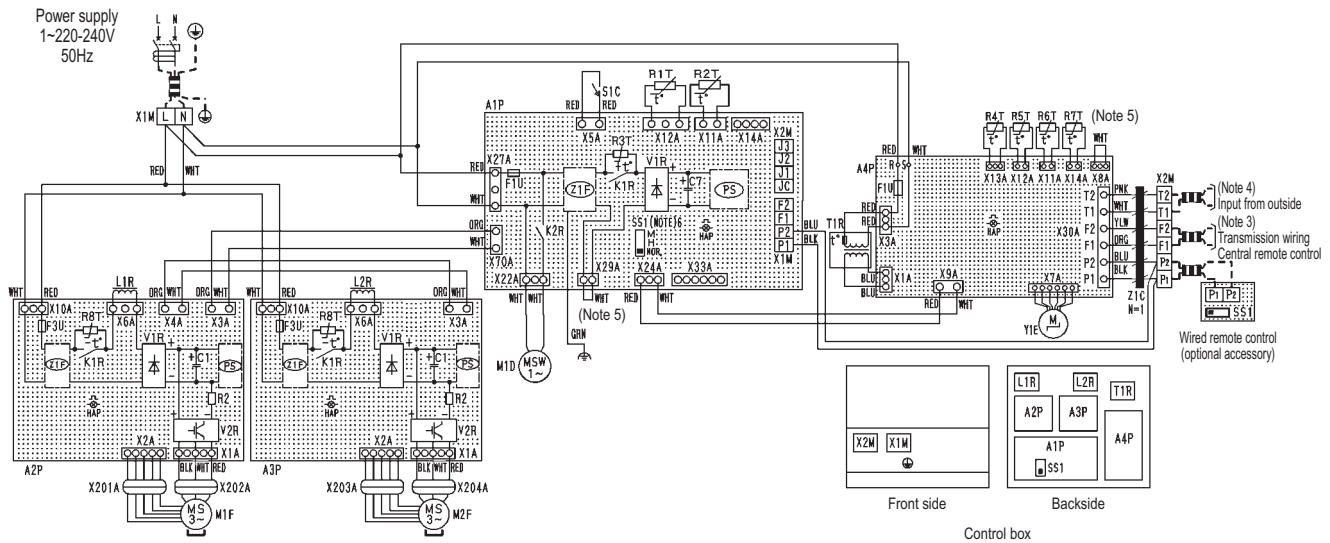 Power supply
1~220-240V
50Hz
L N
X1M L N
RED WHT
A1P
S1C
RED RED
X5A
R1T
t°
X12A
R2T
t°
X11A
X14A
X2M
J3
J2
J1
JC
F2
F1
P2
P1
X1M
BLU
BLK
X27A
RED
F1U
WHT
ORG
WHT
X70A
Z1F
R3T
+t°
K1R
V1R
+
-
C7
PS
K2R
SS1(NOTE)6
M
H
NOR.
HAP
X22A
X29A
X24A
X33A
WHT WHT
WHT
(Note 5)
RED WHT
GRN
M1D
MSW
1~
RED WHT
R S
A4P
F1U
R4T R5T R6T R7T
(Note 5)
t° t° t° t°
WHT
X13A X12A X11A X14A X8A
RED
RED
X3A
T1R
t°
BLU
BLU
X1A
X9A
RED WHT
HAP
X7A
M
Y1E
X30A
T2
T1
F2
F1
P2
P1
PNK
WHT
YLW
ORG
BLU
BLK
Z1C
N=1
X2M
T2
T1
F2
F1
P2
P1
(Note 4)
Input from outside
(Note 3)
Transmission wiring
Central remote control
P1 P2
SS1
Wired remote control
(optional accessory)
WHT RED
L1R
ORG WHT
ORG WHT
X10A
X6A
X4A
X3A
F3U
R8T
-t°
K1R
Z1F
V1R
+
-
C1
PS
R2
HAP
V2R
X2A
X1A
A2P
BLK WHT RED
X201A
X202A
MS
3~
M1F
WHT RED
L2R
ORG WHT
X10A
X6A
X3A
F3U
R8T
-t°
K1R
Z1F
V1R
+
-
C1
PS
R2
HAP
V2R
X2A
X1A
A3P
BLK WHT RED
X203A
X204A
MS
3~
M2F
X2M X1M
Front side
L1R L2R T1R
A2P A3P
A1P
A4P
SS1
Backside
Control box